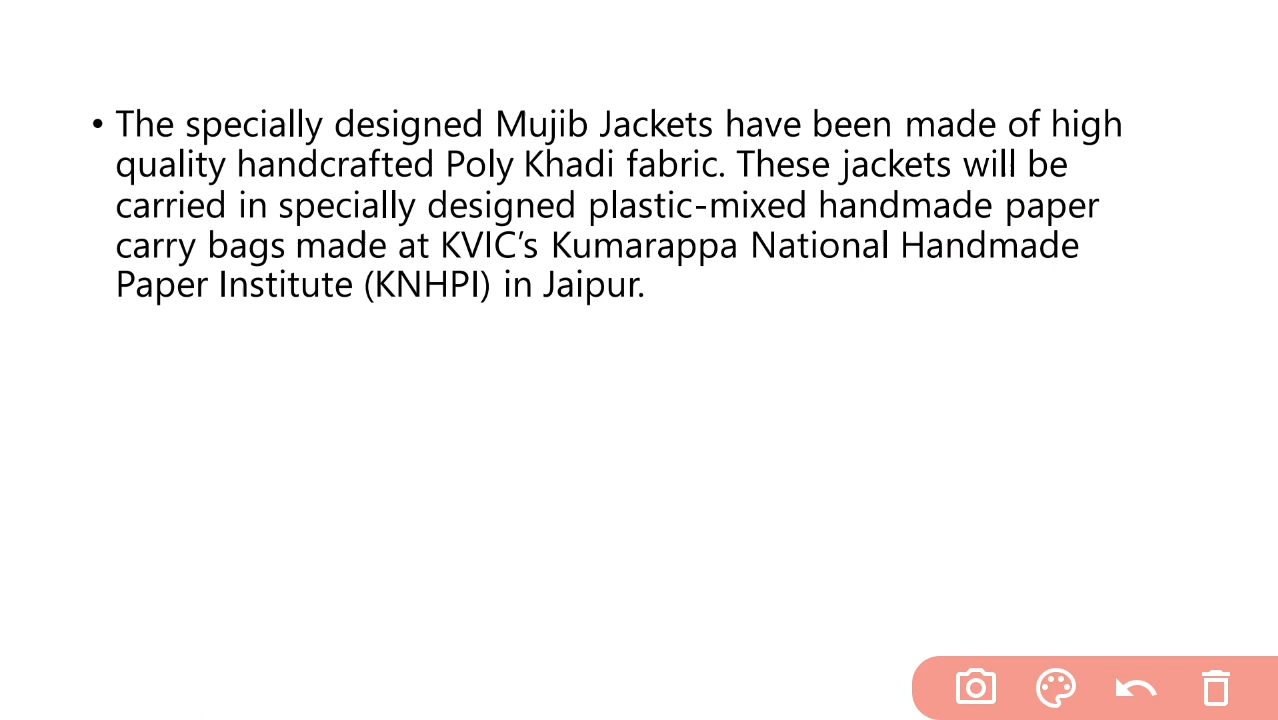 • The specially designed Mujib Jackets have been made of high
quality handcrafted Poly Khadi fabric. These jackets will be
carried in specially designed plastic-mixed handmade paper
carry bags made at KVIC’s Kumarappa National Handmade
Paper Institute (KNHPI) in Jaipur.